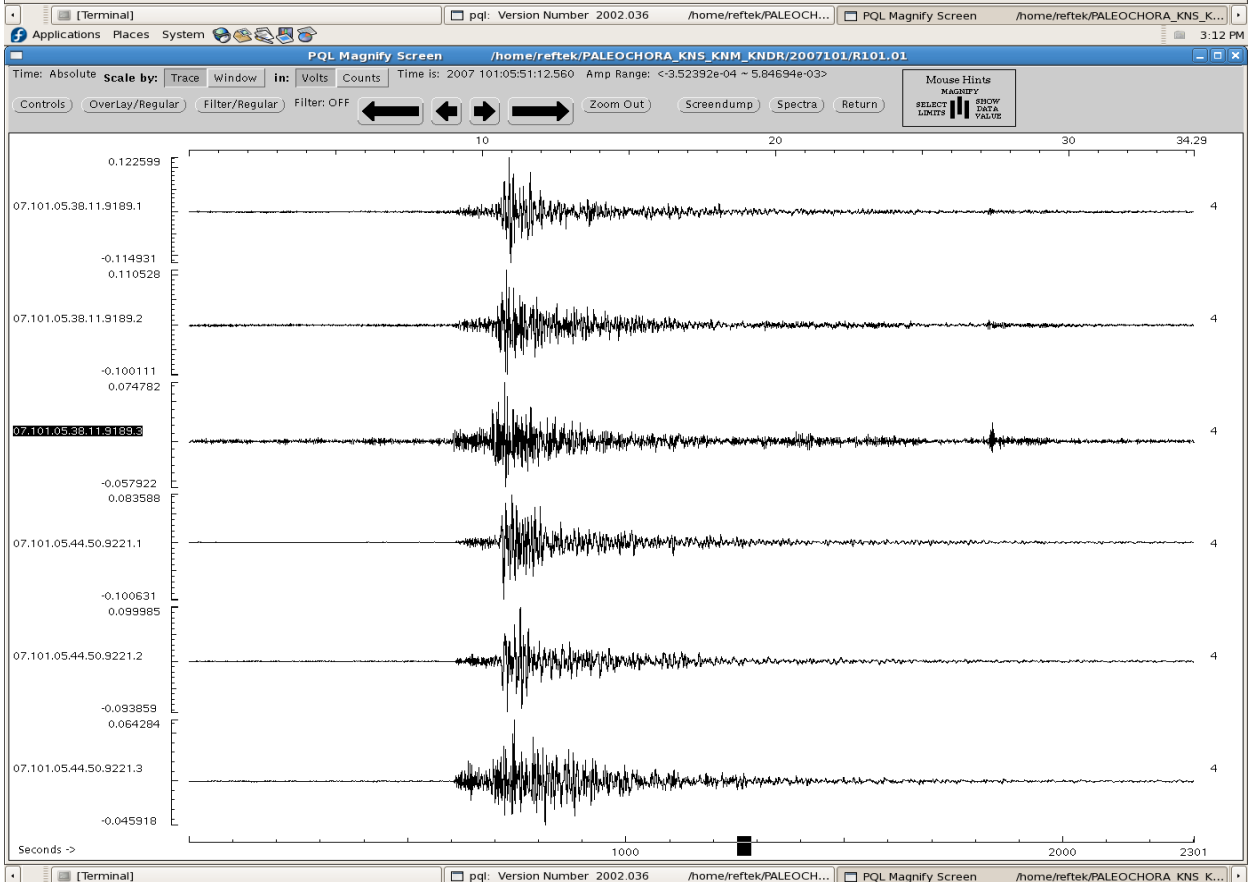 [Terminal] pql: Version Number 2002.036 /home/reftek/PALEOCH... PQL Magnify Screen /home/reftek/PALEOCHORA_KNS_K...
Applications Places System 3:12 PM
PQL Magnify Screen /home/reftek/PALEOCHORA_KNS_KNM_KNDR/2007101/R101.01
Time: Absolute Scale by: Trace Window in: Volts Counts Time is: 2007 101:05:51:12.560 Amp Range: <-3.52392e-04 ~ 5.84694e-03>
Controls OverLay/Regular Filter/Regular Filter: OFF Zoom Out Screendump Spectra Return
Mouse Hints
MAGNIFY
SELECT LIMITS SHOW DATA VALUE
10 20 30 34.29
0.122599
07.101.05.38.11.9189.1 4
-0.114931
0.110528
07.101.05.38.11.9189.2 4
-0.100111
0.074782
07.101.05.38.11.9189.3 4
-0.057922
0.083588
07.101.05.44.50.9221.1 4
-0.100631
0.099985
07.101.05.44.50.9221.2 4
-0.093859
0.064284
07.101.05.44.50.9221.3 4
-0.045918
Seconds -> 1000 2000 2301
[Terminal] pql: Version Number 2002.036 /home/reftek/PALEOCH... PQL Magnify Screen /home/reftek/PALEOCHORA_KNS_K...